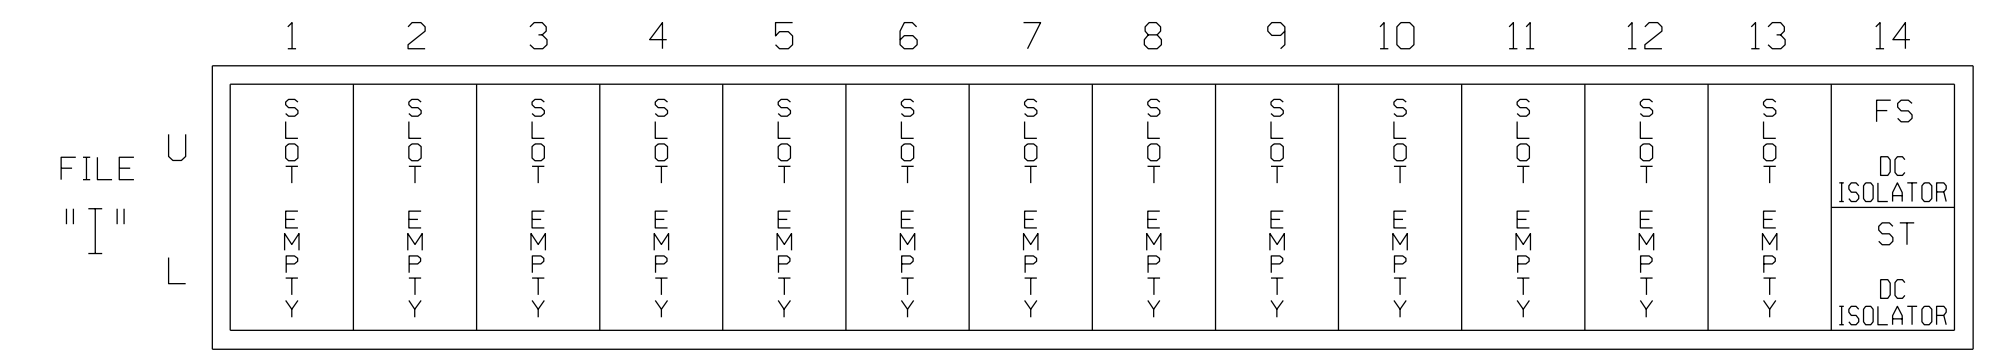 1 2 3 4 5 6 7 8 9 10 11 12 13 14
FILE
"I"
U
L
SLOT EMPTY
SLOT EMPTY
SLOT EMPTY
SLOT EMPTY
SLOT EMPTY
SLOT EMPTY
SLOT EMPTY
SLOT EMPTY
SLOT EMPTY
SLOT EMPTY
SLOT EMPTY
SLOT EMPTY
SLOT EMPTY
FS
DC
ISOLATOR
ST
DC
ISOLATOR